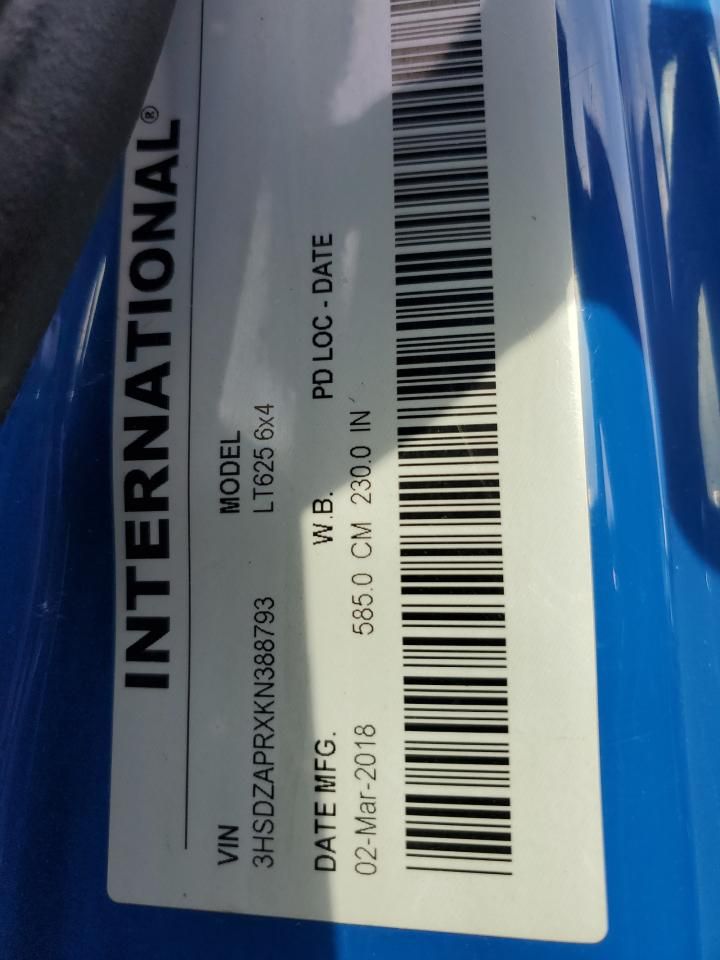 INTERNATIONAL®
VIN MODEL
3HSDZAPRXKN388793 LT625 6x4
DATE MFG. W.B. PD LOC - DATE
02-Mar-2018 585.0 CM 230.0 IN